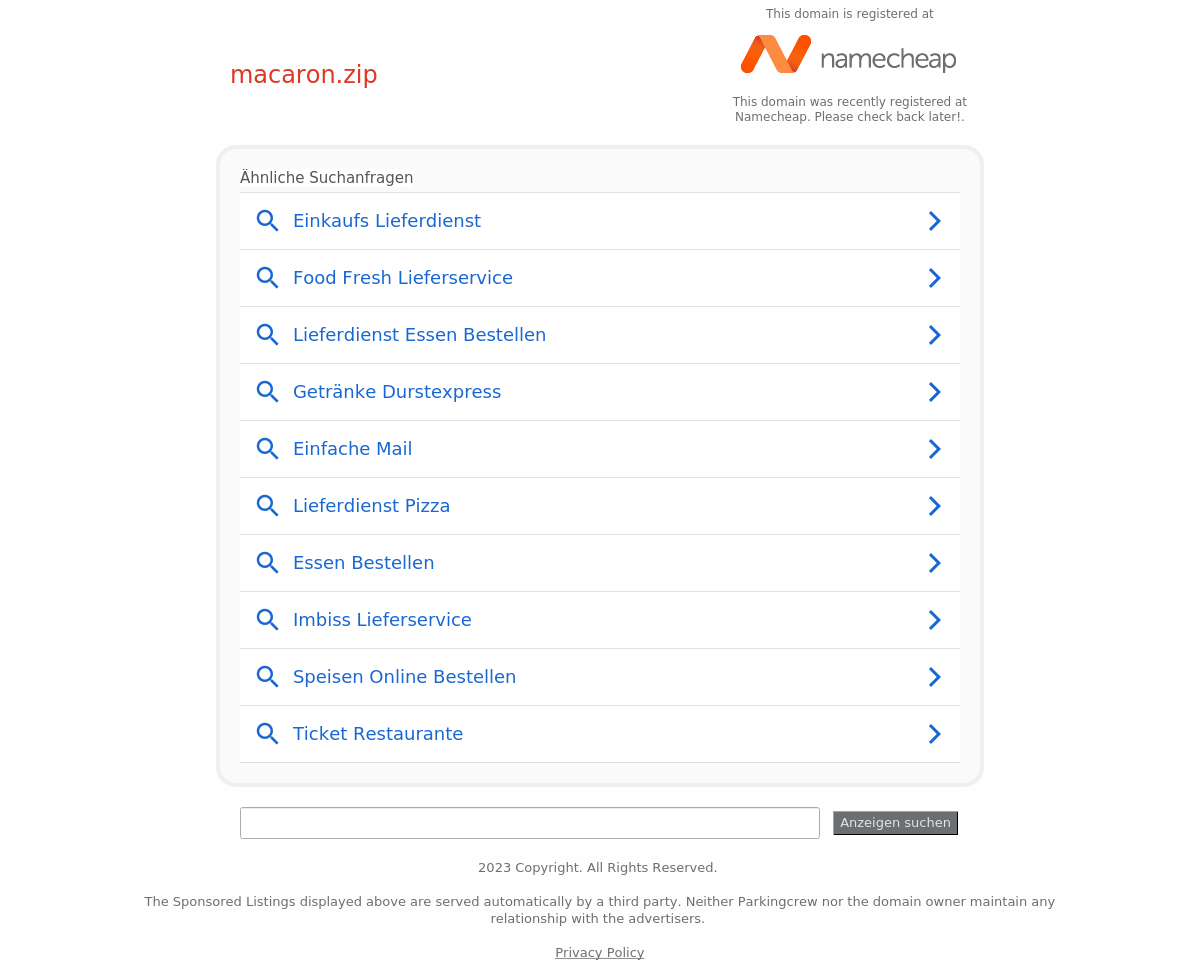 This domain is registered at
namecheap
macaron.zip
This domain was recently registered at
Namecheap. Please check back later!.
Ähnliche Suchanfragen
Einkaufs Lieferdienst
Food Fresh Lieferservice
Lieferdienst Essen Bestellen
Getränke Durstexpress
Einfache Mail
Lieferdienst Pizza
Essen Bestellen
Imbiss Lieferservice
Speisen Online Bestellen
Ticket Restaurante
Anzeigen suchen
2023 Copyright. All Rights Reserved.
The Sponsored Listings displayed above are served automatically by a third party. Neither Parkingcrew nor the domain owner maintain any
relationship with the advertisers.
Privacy Policy